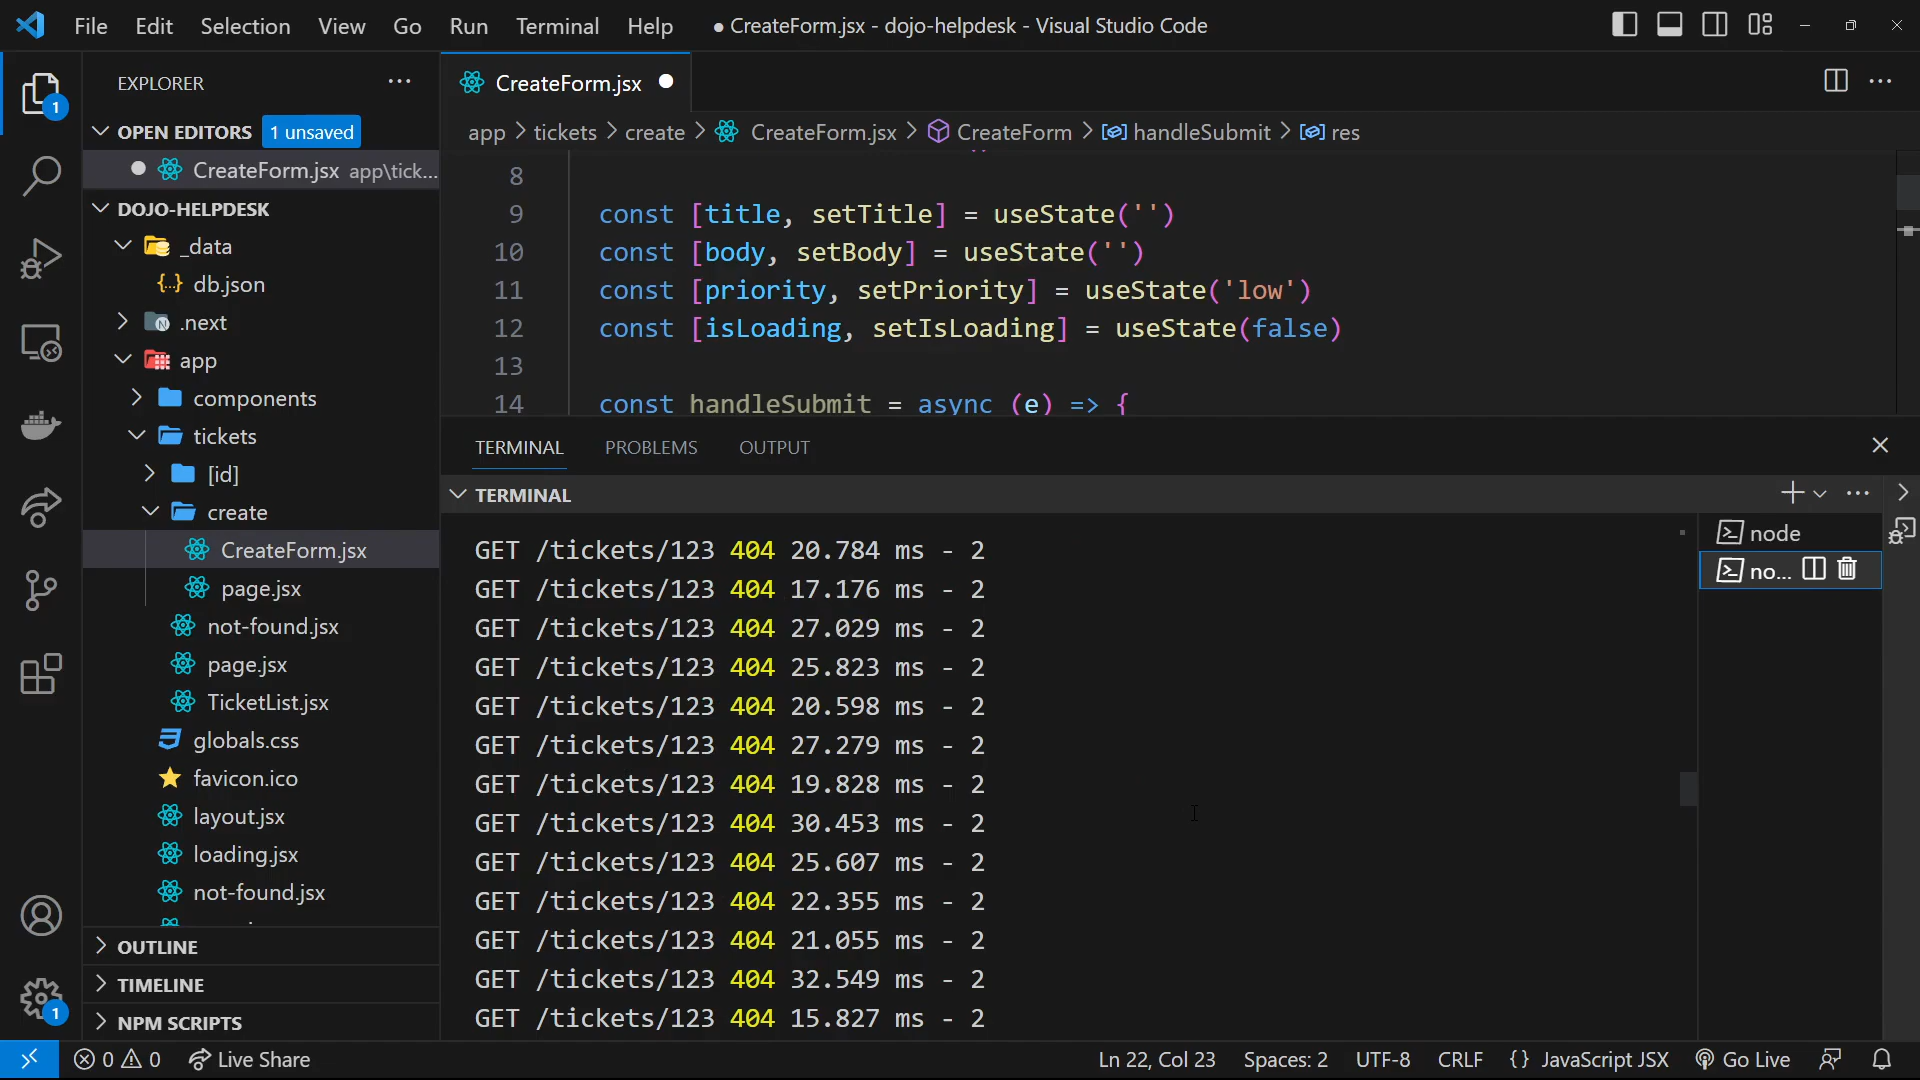 File Edit Selection View Go Run Terminal Help ● CreateForm.jsx - dojo-helpdesk - Visual Studio Code
EXPLORER
1
OPEN EDITORS 1 unsaved
CreateForm.jsx app\tick...
DOJO-HELPDESK
_data
db.json
.next
app
components
tickets
[id]
create
CreateForm.jsx
page.jsx
not-found.jsx
page.jsx
TicketList.jsx
globals.css
favicon.ico
layout.jsx
loading.jsx
not-found.jsx
OUTLINE
TIMELINE
NPM SCRIPTS
1
CreateForm.jsx
app > tickets > create > CreateForm.jsx > CreateForm > handleSubmit > res
8
9 const [title, setTitle] = useState('')
10 const [body, setBody] = useState('')
11 const [priority, setPriority] = useState('low')
12 const [isLoading, setIsLoading] = useState(false)
13
14 const handleSubmit = async (e) => {
TERMINAL PROBLEMS OUTPUT
TERMINAL
GET /tickets/123 404 20.784 ms - 2
GET /tickets/123 404 17.176 ms - 2
GET /tickets/123 404 27.029 ms - 2
GET /tickets/123 404 25.823 ms - 2
GET /tickets/123 404 20.598 ms - 2
GET /tickets/123 404 27.279 ms - 2
GET /tickets/123 404 19.828 ms - 2
GET /tickets/123 404 30.453 ms - 2
GET /tickets/123 404 25.607 ms - 2
GET /tickets/123 404 22.355 ms - 2
GET /tickets/123 404 21.055 ms - 2
GET /tickets/123 404 32.549 ms - 2
GET /tickets/123 404 15.827 ms - 2
node
no...
0 0 Live Share Ln 22, Col 23 Spaces: 2 UTF-8 CRLF {} JavaScript JSX Go Live